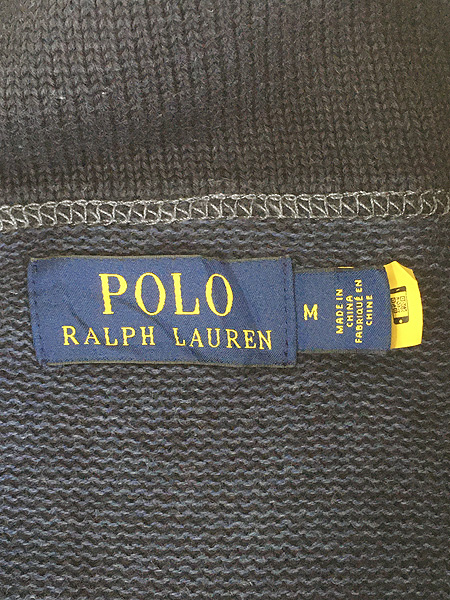 POLO
RALPH LAUREN
M
MADE IN
CHINA
FABRIQUÉ EN
CHINE